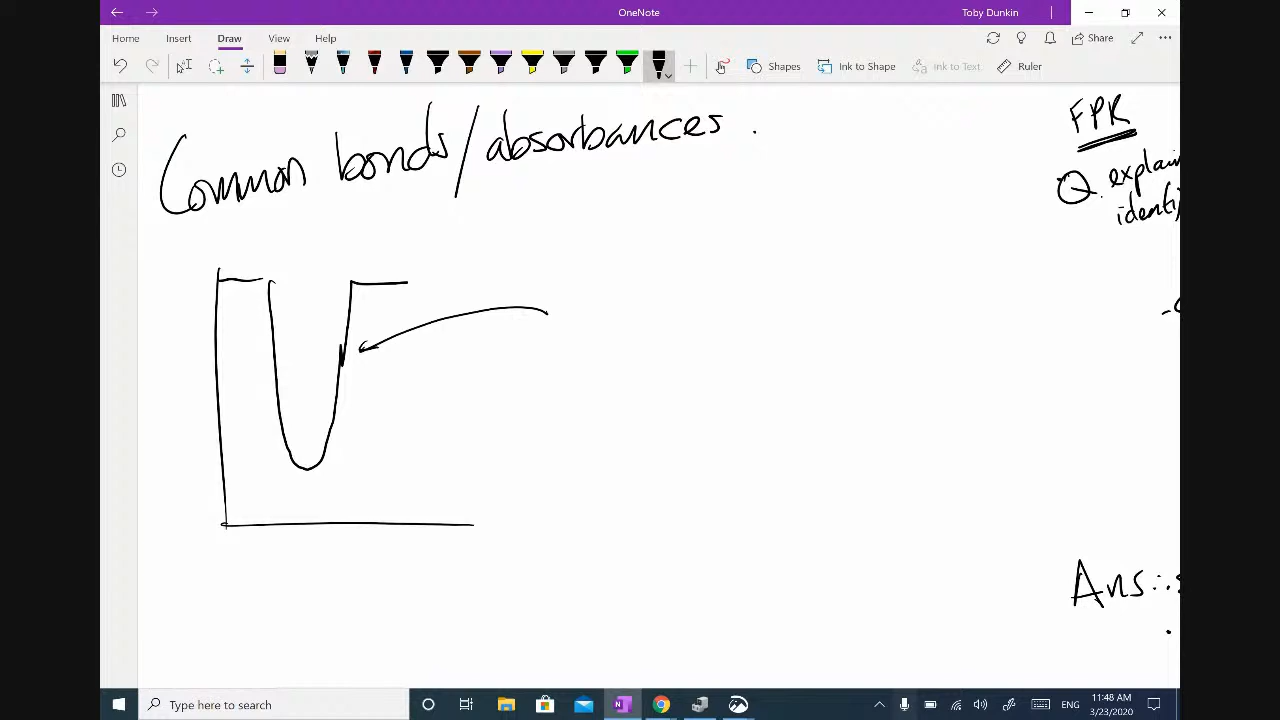 OneNote
Toby Dunkin
Home Insert Draw View Help
Share
Shapes
Ink to Shape
Ink to Text
Ruler
Common bonds/absorbances.
FPR
Q. explain
identi
Ans:
Type here to search
ENG
11:48 AM
3/23/2020